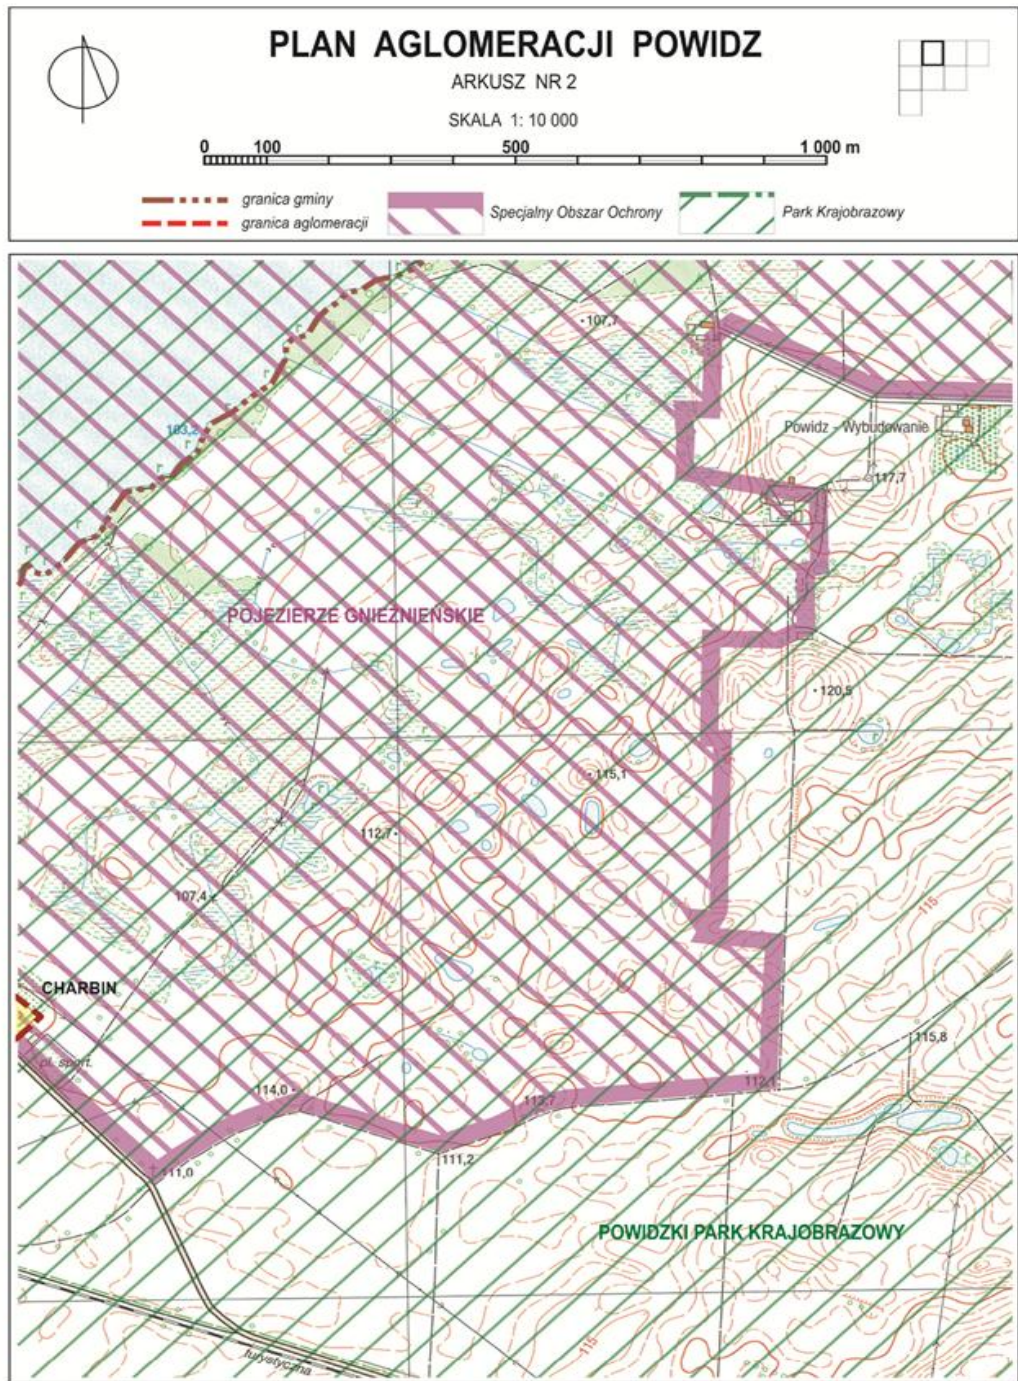 PLAN AGLOMERACJI POWIDZ
ARKUSZ NR 2
SKALA 1: 10 000
0 100 500 1 000 m
granica gminy
granica aglomeracji
Specjalny Obszar Ochrony
Park Krajobrazowy
107,7
103,2
Powidz - Wybudowanie
117,7
POJEZIERZE GNIEŹNIEŃSKIE
120,5
115,1
112,7
107,4
115
CHARBIN
pl. sport.
115,8
114,0
113,7
112,1
111,0
111,2
POWIDZKI PARK KRAJOBRAZOWY
115
turystyczna